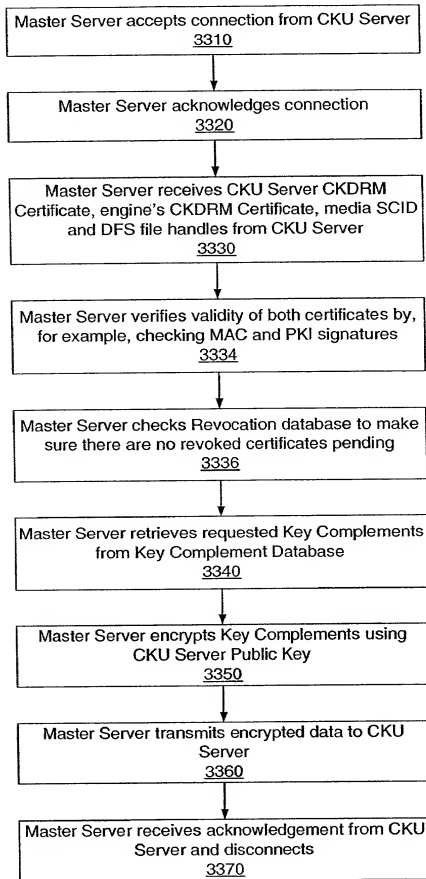 Master Server accepts connection from CKU Server
3310
Master Server acknowledges connection
3320
Master Server receives CKU Server CKDRM
Certificate, engine's CKDRM Certificate, media SCID
and DFS file handles from CKU Server
3330
Master Server verifies validity of both certificates by,
for example, checking MAC and PKI signatures
3334
Master Server checks Revocation database to make
sure there are no revoked certificates pending
3336
Master Server retrieves requested Key Complements
from Key Complement Database
3340
Master Server encrypts Key Complements using
CKU Server Public Key
3350
Master Server transmits encrypted data to CKU
Server
3360
Master Server receives acknowledgement from CKU
Server and disconnects
3370